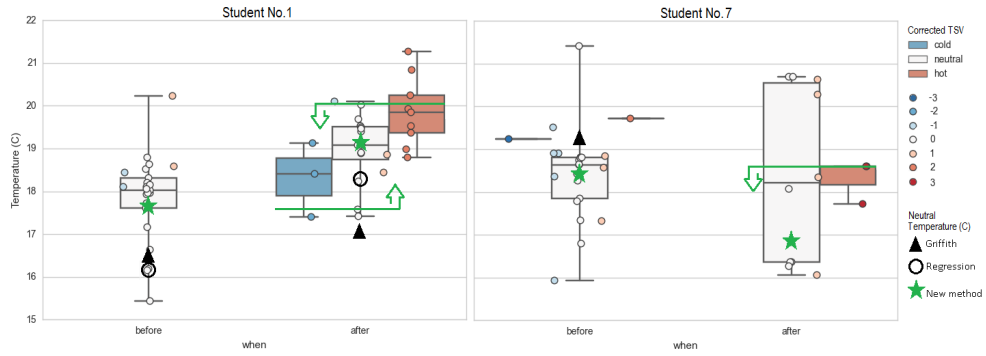 Student No.1
Student No.7
Temperature (C)
22
21
20
19
18
17
16
15
before
after
when
before
after
when
Corrected TSV
cold
neutral
hot
-3
-2
-1
0
1
2
3
Neutral
Temperature (C)
Griffith
Regression
New method